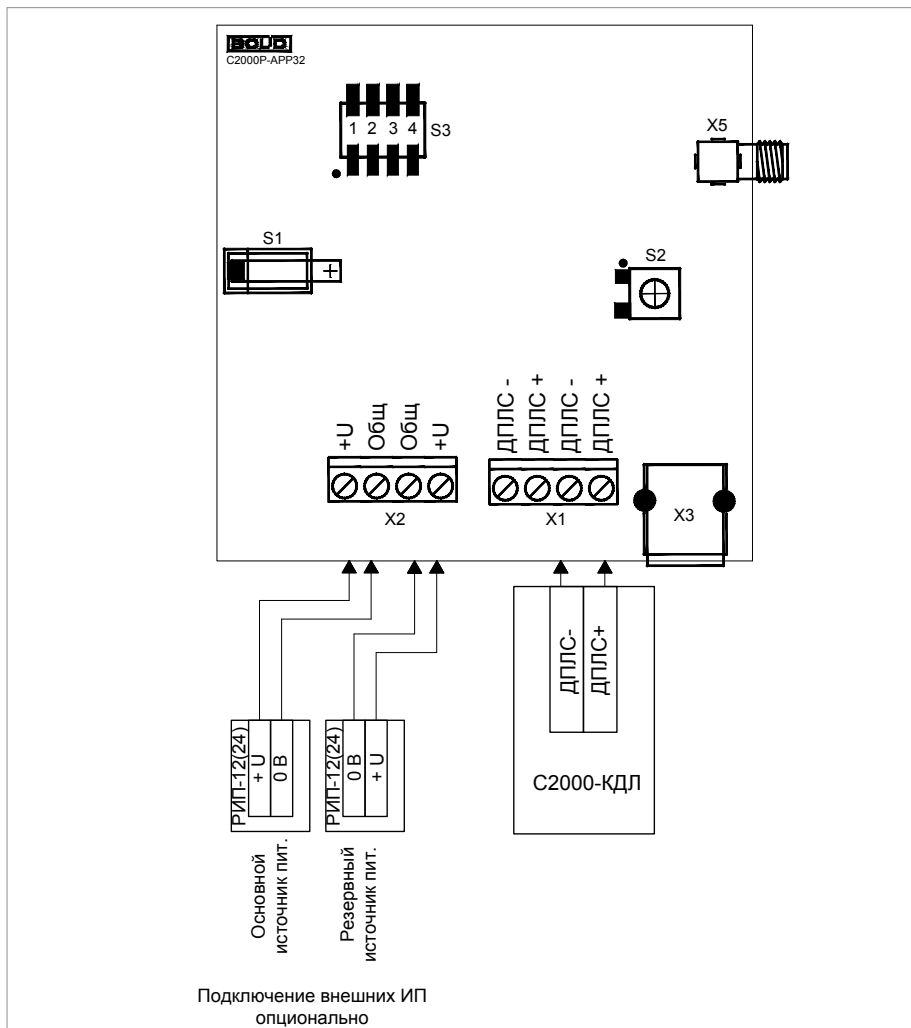 BOLID
C2000P-APP32
1 2 3 4
S3
X5
S1
+
S2
+U
Общ
Общ
+U
ДПЛС -
ДПЛС +
ДПЛС -
ДПЛС +
X2
X1
X3
РИП-12(24)
+ U
0 В
РИП-12(24)
0 В
+ U
ДПЛС-
ДПЛС+
С2000-КДЛ
Основной
источник пит.
Резервный
источник пит.
Подключение внешних ИП
опционально